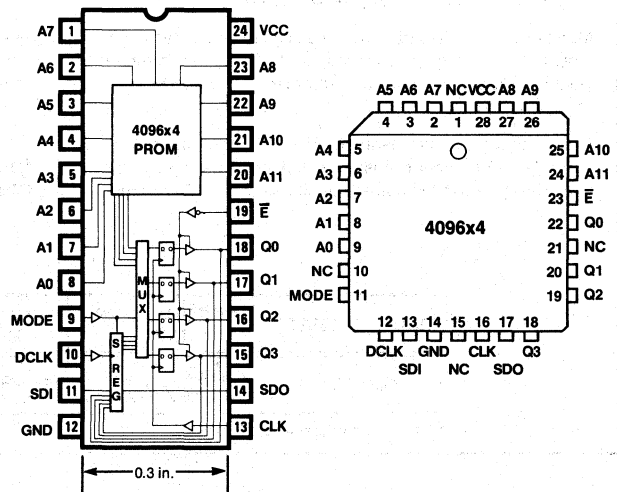 A7 1 24 VCC
A6 2 23 A8
A5 3 22 A9
A4 4 21 A10
A3 5 20 A11
A2 6 19 E̅
A1 7 18 Q0
A0 8 17 Q1
MODE 9 16 Q2
DCLK 10 15 Q3
SDI 11 14 SDO
GND 12 13 CLK
4096x4
PROM
MUX
S REG
0.3 in.
A5 A6 A7 NC VCC A8 A9
4 3 2 1 28 27 26
A4 5 25 A10
A3 6 24 A11
A2 7 23 E̅
A1 8 22 Q0
A0 9 21 NC
NC 10 20 Q1
MODE 11 19 Q2
4096x4
12 13 14 15 16 17 18
DCLK GND CLK Q3
SDI NC SDO